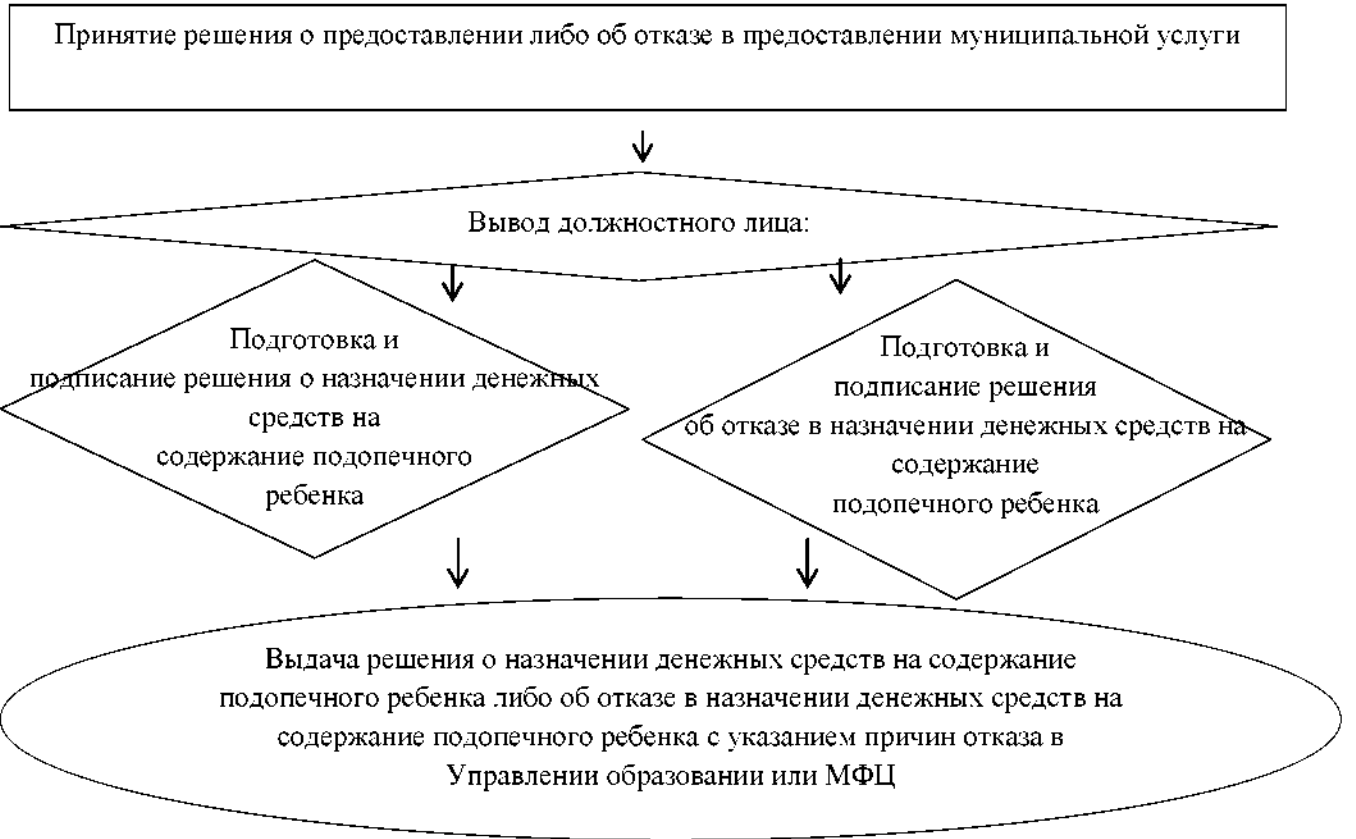 Принятие решения о предоставлении либо об отказе в предоставлении муниципальной услуги
Вывод должностного лица:
Подготовка и
подписание решения о назначении денежных
средств на
содержание подопечного
ребенка
Подготовка и
подписание решения
об отказе в назначении денежных средств на
содержание
подопечного ребенка
Выдача решения о назначении денежных средств на содержание
подопечного ребенка либо об отказе в назначении денежных средств на
содержание подопечного ребенка с указанием причин отказа в
Управлении образовании или МФЦ